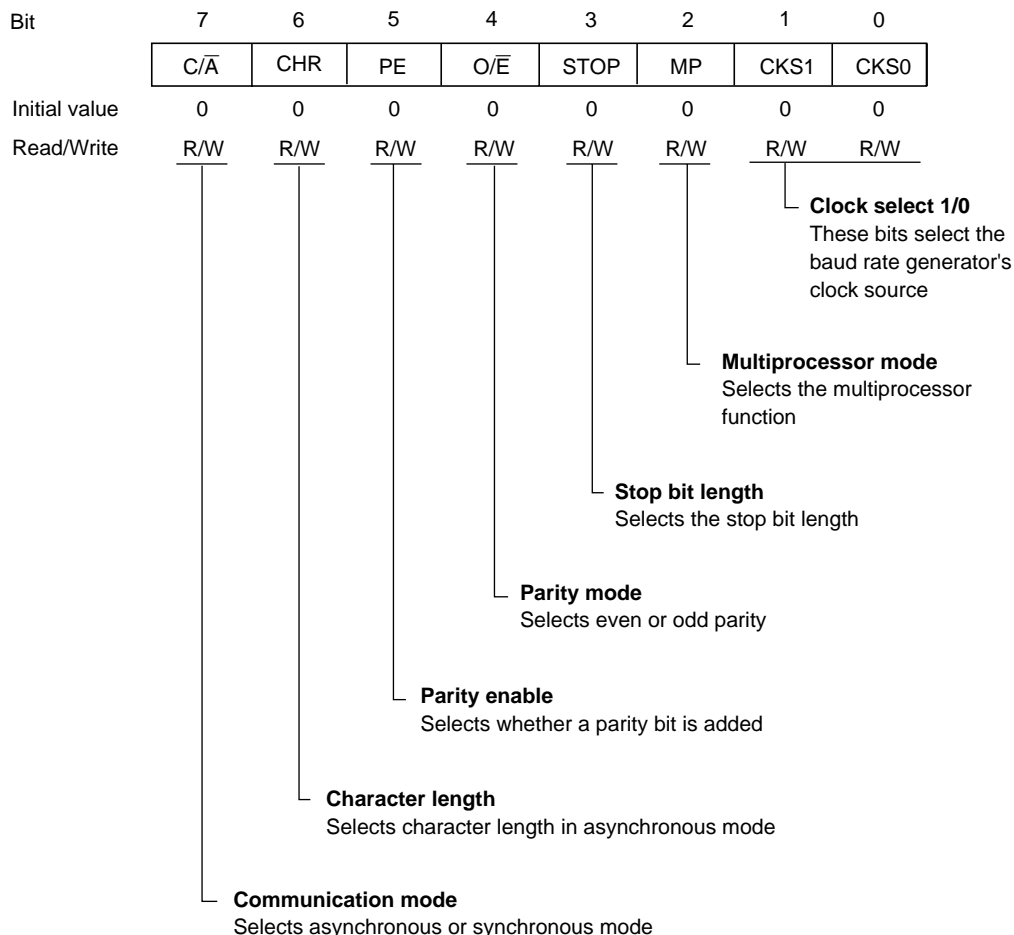 Bit 7 6 5 4 3 2 1 0
C/A̅ CHR PE O/E̅ STOP MP CKS1 CKS0
Initial value 0 0 0 0 0 0 0 0
Read/Write R/W R/W R/W R/W R/W R/W R/W R/W
Clock select 1/0
These bits select the
baud rate generator's
clock source
Multiprocessor mode
Selects the multiprocessor
function
Stop bit length
Selects the stop bit length
Parity mode
Selects even or odd parity
Parity enable
Selects whether a parity bit is added
Character length
Selects character length in asynchronous mode
Communication mode
Selects asynchronous or synchronous mode